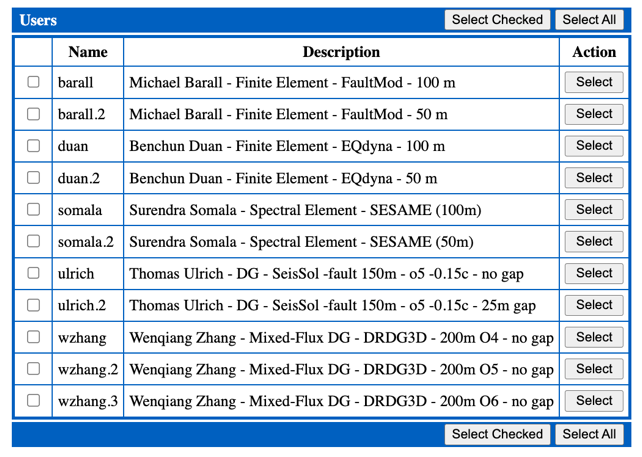 Users Select Checked Select All
Name Description Action
barall Michael Barall - Finite Element - FaultMod - 100 m Select
barall.2 Michael Barall - Finite Element - FaultMod - 50 m Select
duan Benchun Duan - Finite Element - EQdyna - 100 m Select
duan.2 Benchun Duan - Finite Element - EQdyna - 50 m Select
somala Surendra Somala - Spectral Element - SESAME (100m) Select
somala.2 Surendra Somala - Spectral Element - SESAME (50m) Select
ulrich Thomas Ulrich - DG - SeisSol -fault 150m - o5 -0.15c - no gap Select
ulrich.2 Thomas Ulrich - DG - SeisSol -fault 150m - o5 -0.15c - 25m gap Select
wzhang Wenqiang Zhang - Mixed-Flux DG - DRDG3D - 200m O4 - no gap Select
wzhang.2 Wenqiang Zhang - Mixed-Flux DG - DRDG3D - 200m O5 - no gap Select
wzhang.3 Wenqiang Zhang - Mixed-Flux DG - DRDG3D - 200m O6 - no gap Select
Select Checked Select All